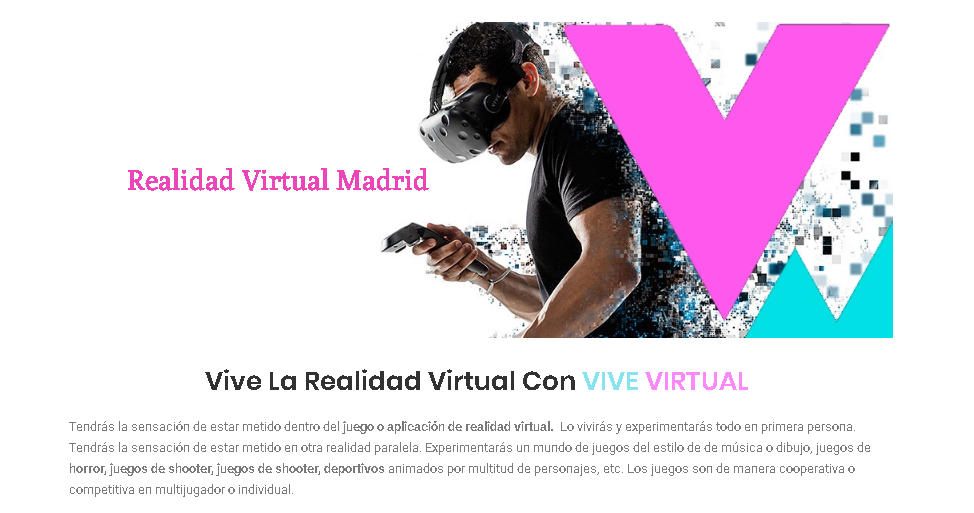 Realidad Virtual Madrid
Vive La Realidad Virtual Con VIVE VIRTUAL
Tendrás la sensación de estar metido dentro del juego o aplicación de realidad virtual. Lo vivirás y experimentarás todo en primera persona.
Tendrás la sensación de estar metido en otra realidad paralela. Experimentarás un mundo de juegos del estilo de de música o dibujo, juegos de
horror, juegos de shooter, juegos de shooter, deportivos animados por multitud de personajes, etc. Los juegos son de manera cooperativa o
competitiva en multijugador o individual.